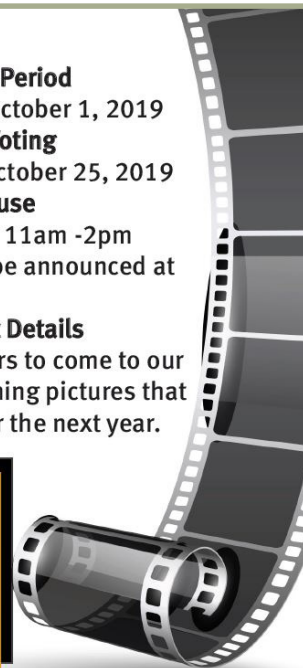 Period
ctober 1, 2019
oting
ctober 25, 2019
use
11am -2pm
be announced at
Details
rs to come to our
ning pictures that
r the next year.